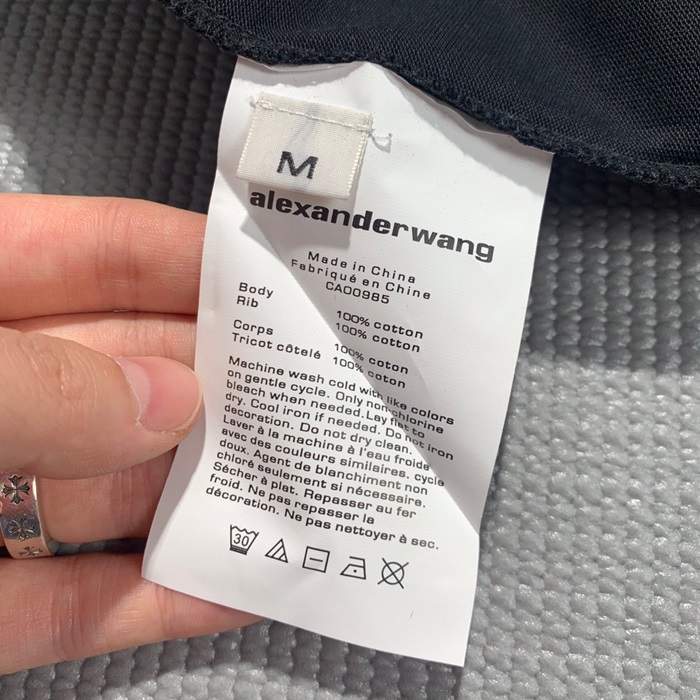 M
alexanderwang
Made in China
Fabriqué en Chine
CA00985
Body 100% cotton
Rib 100% cotton
Corps 100% coton
Tricot côtelé 100% coton
Machine wash cold with like colors
on gentle cycle. Only non chlorine
bleach when needed.Lay flat to
dry. Cool iron if needed. Do not iron
decoration. Do not dry clean.
Laver à la machine à l'eau froide
avec des couleurs similaires. cycle
doux. Agent de blanchiment non
chloré seulement si nécessaire.
Sécher à plat. Repasser au fer
froid. Ne pas repasser la
décoration. Ne pas nettoyer à sec.
30